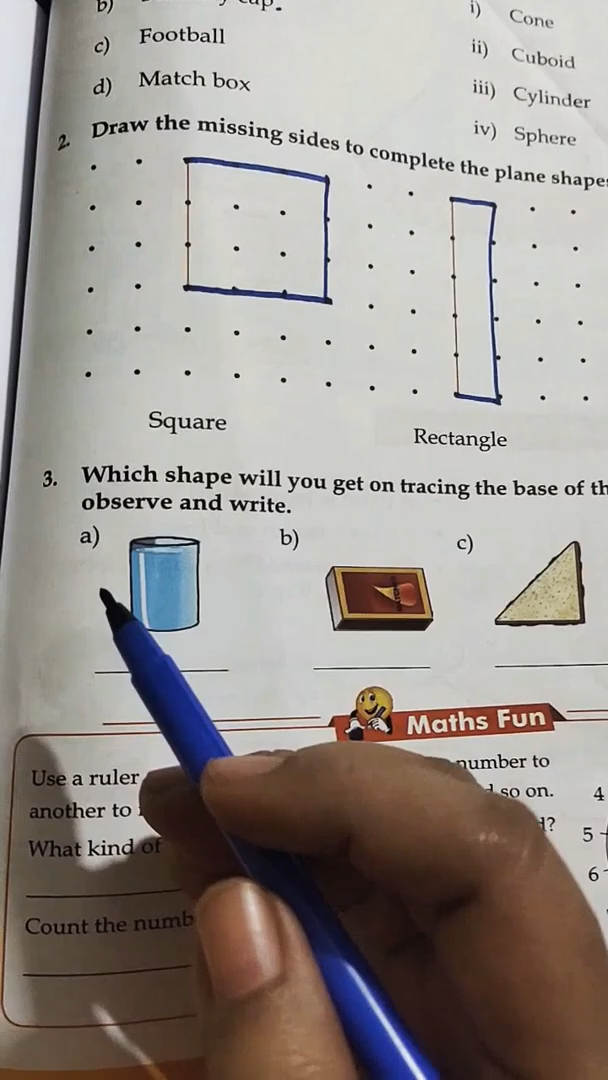 b)
i) Cone
c) Football
ii) Cuboid
d) Match box
iii) Cylinder
iv) Sphere
2. Draw the missing sides to complete the plane shape
Square
Rectangle
3. Which shape will you get on tracing the base of th
observe and write.
a)
b)
c)
Maths Fun
Use a ruler
number to
another to
so on.
4
What kind of
d?
5
6
Count the numb